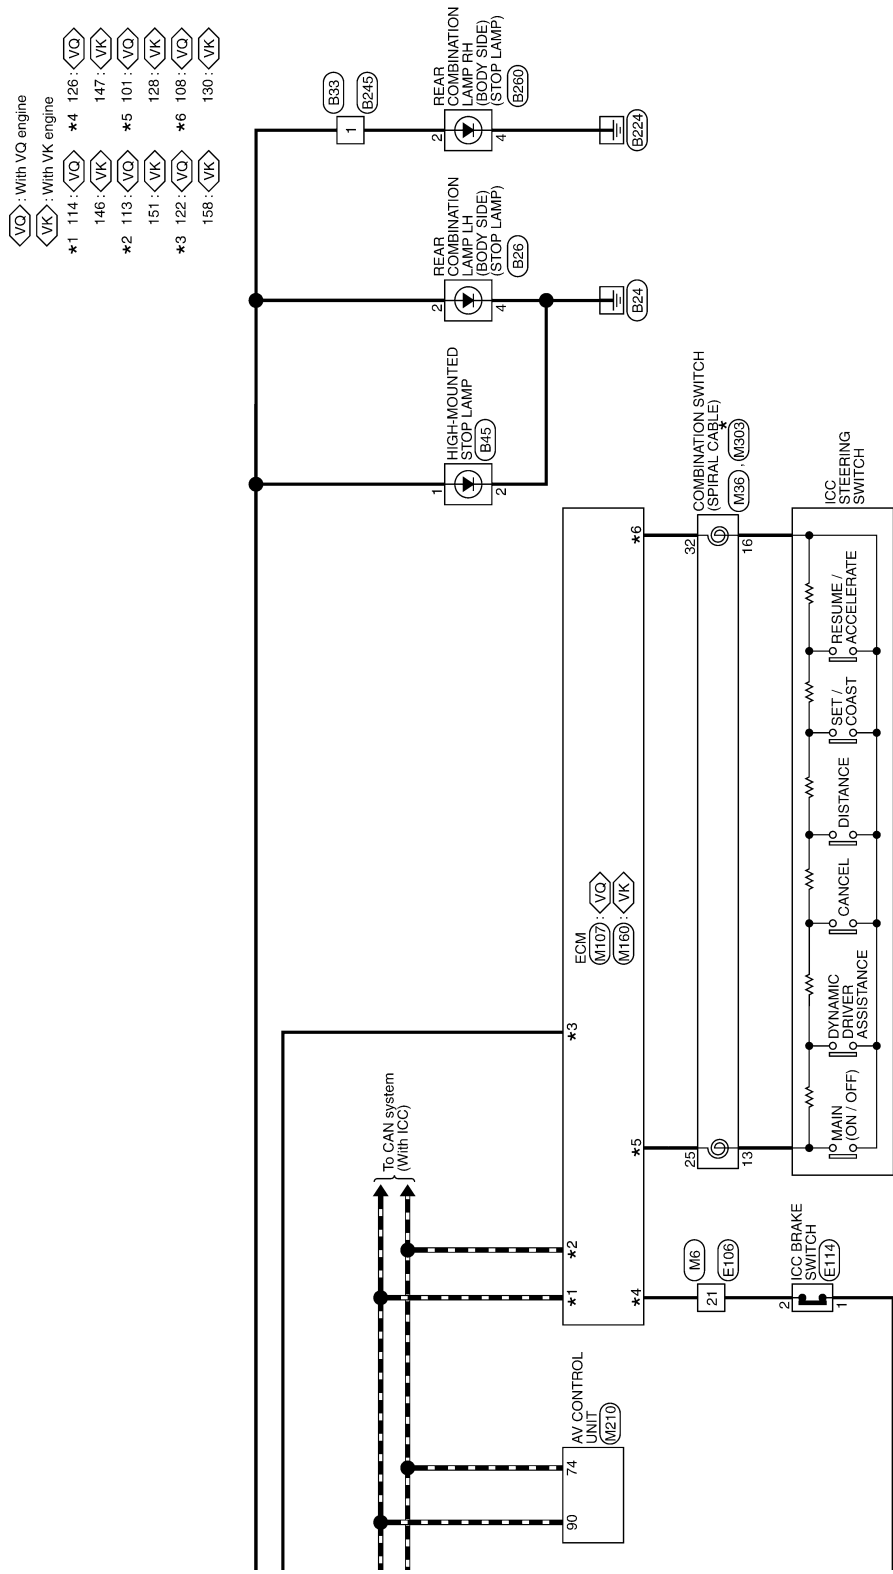 VQ : With VQ engine
VK : With VK engine
*1 114 : VQ
146 : VK
*2 113 : VQ
151 : VK
*3 122 : VQ
158 : VK
*4 126 : VQ
147 : VK
*5 101 : VQ
128 : VK
*6 108 : VQ
130 : VK
1
B33
B245
REAR
COMBINATION
LAMP RH
(BODY SIDE)
(STOP LAMP)
B260
2
4
B224
REAR
COMBINATION
LAMP LH
(BODY SIDE)
(STOP LAMP)
B26
2
4
B24
HIGH-MOUNTED
STOP LAMP
B45
1
2
To CAN system
(With ICC)
AV CONTROL
UNIT
M210
90
74
ECM
M107 : VQ
M160 : VK
*1
*2
*3
*4
*5
*6
21
M6
E106
ICC BRAKE
SWITCH
E114
2
1
COMBINATION SWITCH
(SPIRAL CABLE)
M36 , M303
*
25
13
32
16
ICC
STEERING
SWITCH
MAIN
(ON / OFF)
DYNAMIC
DRIVER
ASSISTANCE
CANCEL
DISTANCE
SET /
COAST
RESUME /
ACCELERATE